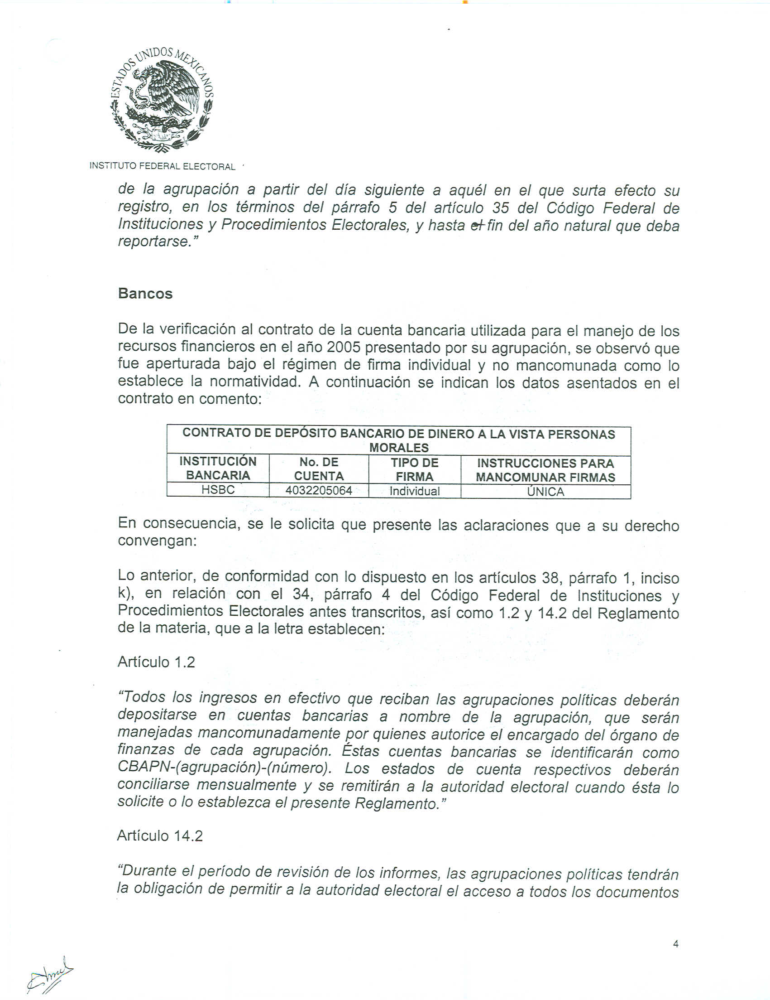 ESTADOS UNIDOS MEXICANOS
INSTITUTO FEDERAL ELECTORAL
de la agrupación a partir del día siguiente a aquél en el que surta efecto su
registro, en los términos del párrafo 5 del artículo 35 del Código Federal de
Instituciones y Procedimientos Electorales, y hasta el fin del año natural que deba
reportarse.”
Bancos
De la verificación al contrato de la cuenta bancaria utilizada para el manejo de los
recursos financieros en el año 2005 presentado por su agrupación, se observó que
fue aperturada bajo el régimen de firma individual y no mancomunada como lo
establece la normatividad. A continuación se indican los datos asentados en el
contrato en comento:
CONTRATO DE DEPÓSITO BANCARIO DE DINERO A LA VISTA PERSONAS
MORALES
INSTITUCIÓN BANCARIA No. DE CUENTA TIPO DE FIRMA INSTRUCCIONES PARA MANCOMUNAR FIRMAS
HSBC 4032205064 Individual ÚNICA
En consecuencia, se le solicita que presente las aclaraciones que a su derecho
convengan:
Lo anterior, de conformidad con lo dispuesto en los artículos 38, párrafo 1, inciso
k), en relación con el 34, párrafo 4 del Código Federal de Instituciones y
Procedimientos Electorales antes transcritos, así como 1.2 y 14.2 del Reglamento
de la materia, que a la letra establecen:
Artículo 1.2
“Todos los ingresos en efectivo que reciban las agrupaciones políticas deberán
depositarse en cuentas bancarias a nombre de la agrupación, que serán
manejadas mancomunadamente por quienes autorice el encargado del órgano de
finanzas de cada agrupación. Éstas cuentas bancarias se identificarán como
CBAPN-(agrupación)-(número). Los estados de cuenta respectivos deberán
conciliarse mensualmente y se remitirán a la autoridad electoral cuando ésta lo
solicite o lo establezca el presente Reglamento.”
Artículo 14.2
“Durante el período de revisión de los informes, las agrupaciones políticas tendrán
la obligación de permitir a la autoridad electoral el acceso a todos los documentos
4